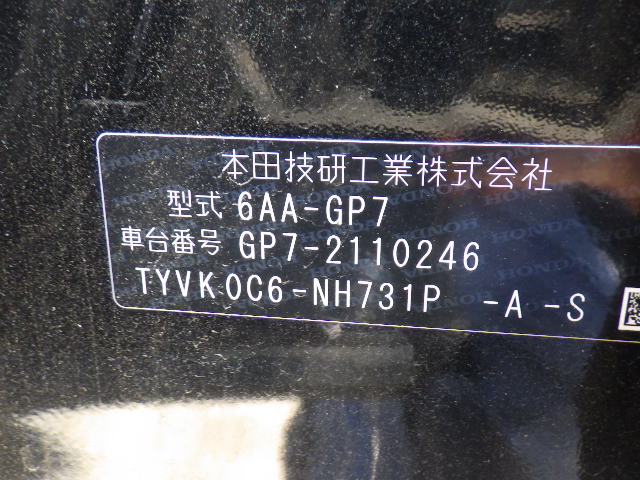 本田技研工業株式会社
型式 6AA-GP7
車台番号 GP7-2110246
TYVK0C6-NH731P -A -S